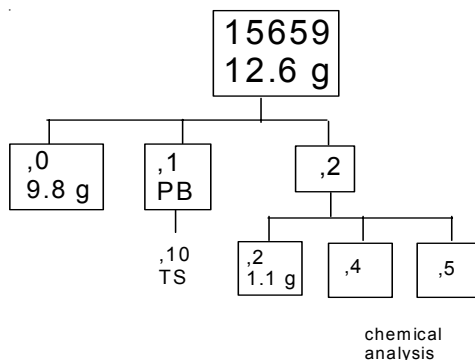 15659
12.6 g
,0
9.8 g
,1
PB
,2
,10
TS
,2
1.1 g
,4
,5
chemical
analysis